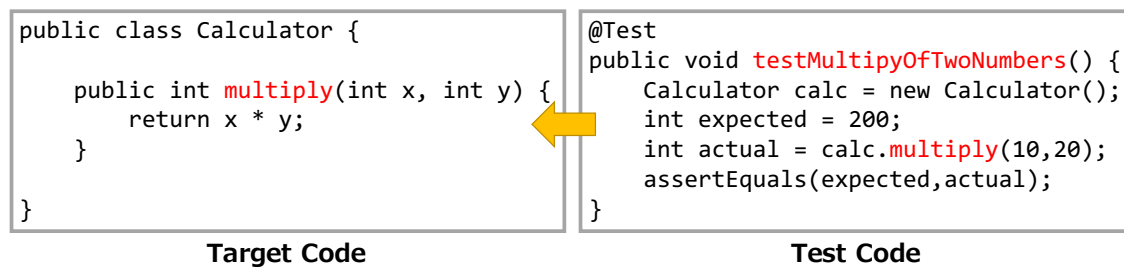 public class Calculator {
public int multiply(int x, int y) {
return x * y;
}
}
Target Code
@Test
public void testMultipyOfTwoNumbers() {
Calculator calc = new Calculator();
int expected = 200;
int actual = calc.multiply(10,20);
assertEquals(expected,actual);
}
Test Code